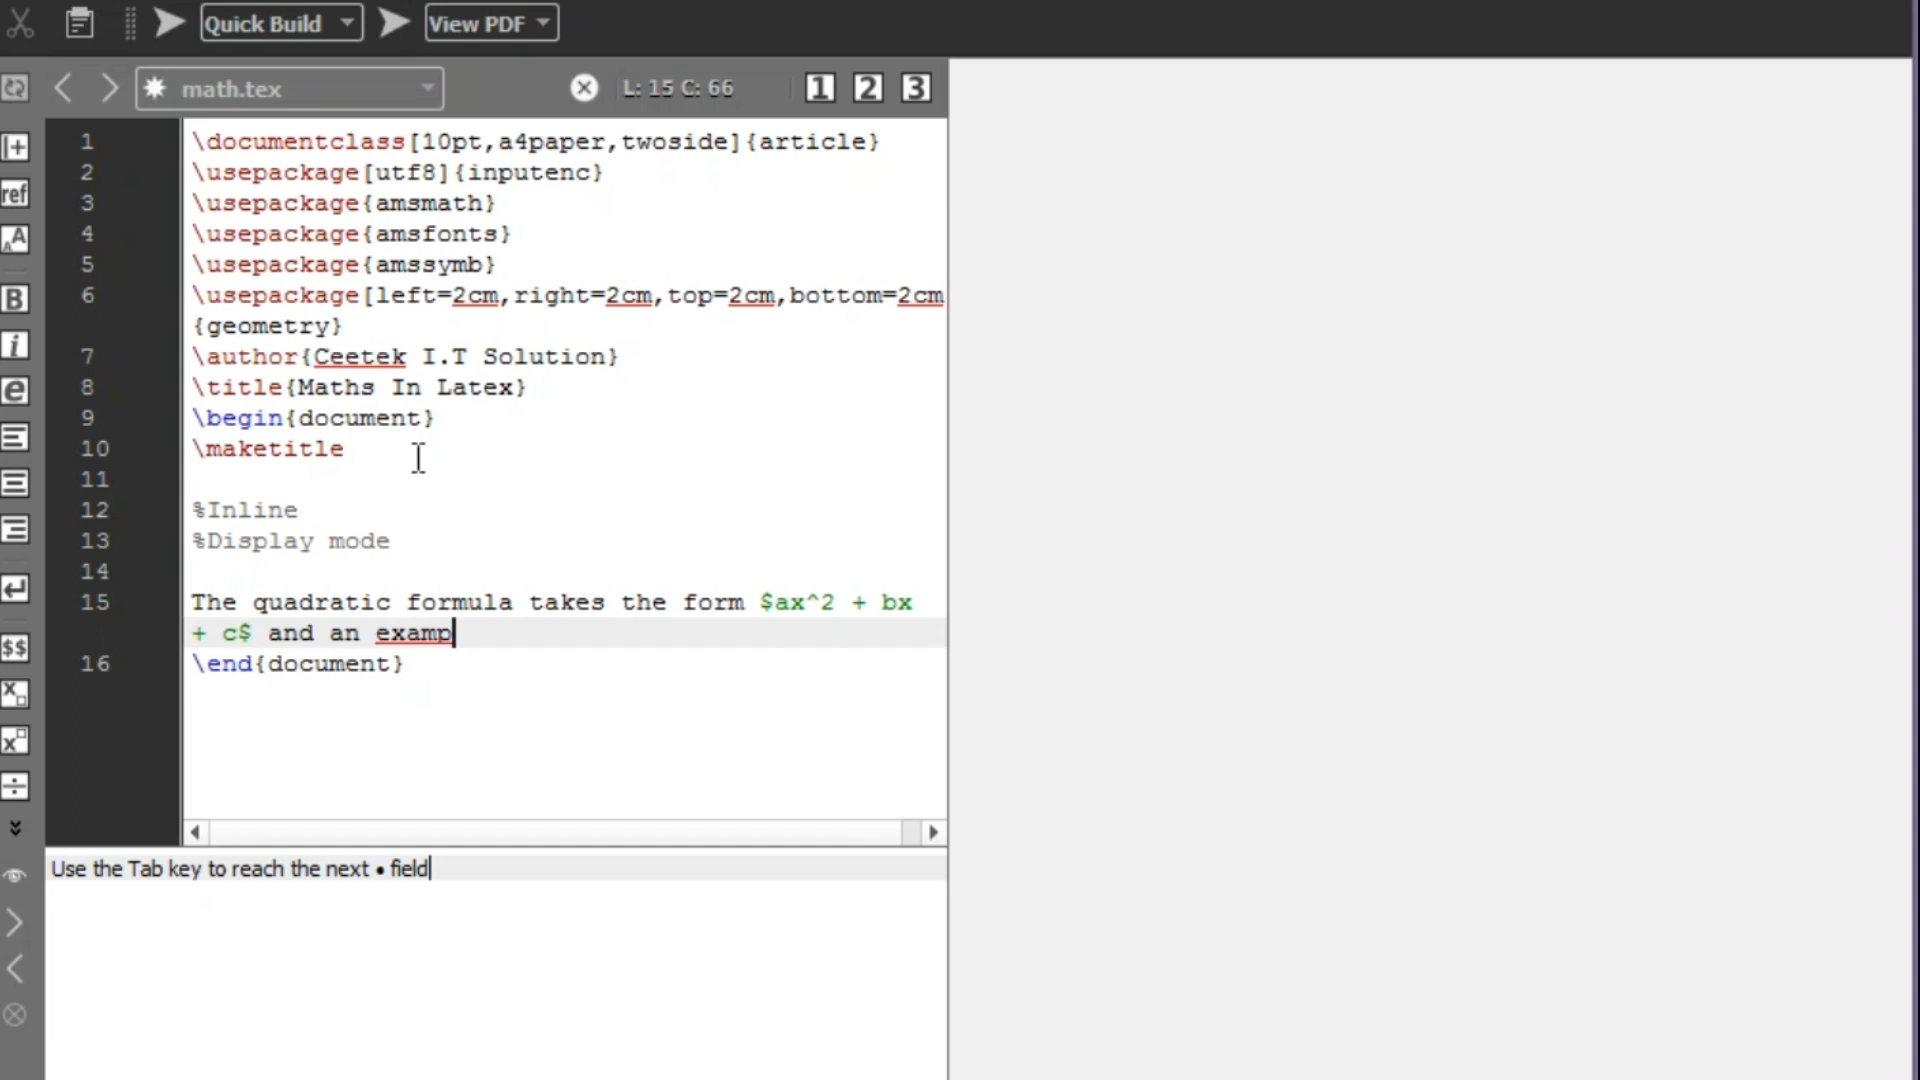 Quick Build
View PDF
math.tex
L: 15 C: 66
1 2 3
1 \documentclass[10pt,a4paper,twoside]{article}
2 \usepackage[utf8]{inputenc}
3 \usepackage{amsmath}
4 \usepackage{amsfonts}
5 \usepackage{amssymb}
6 \usepackage[left=2cm,right=2cm,top=2cm,bottom=2cm
{geometry}
7 \author{Ceetek I.T Solution}
8 \title{Maths In Latex}
9 \begin{document}
10 \maketitle
11
12 %Inline
13 %Display mode
14
15 The quadratic formula takes the form $ax^2 + bx
+ c$ and an examp
16 \end{document}
ref
AA
B
i
e
$$
x
x
Use the Tab key to reach the next • field